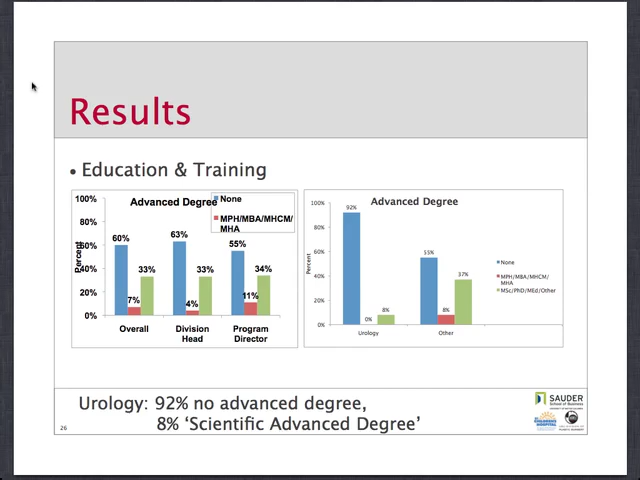 Results
• Education & Training
Advanced Degree
None
MPH/MBA/MHCM/
MHA
100%
80%
60%
40%
20%
0%
Percent
60%
7%
33%
63%
4%
33%
55%
11%
34%
Overall
Division
Head
Program
Director
Advanced Degree
100%
80%
60%
40%
20%
0%
Percent
92%
0%
8%
55%
8%
37%
Urology
Other
None
MPH/MBA/MHCM/
MHA
MSc/PhD/MEd/Other
Urology: 92% no advanced degree,
8% ‘Scientific Advanced Degree’
26
SAUDER
School of Business
CHILDREN'S
HOSPITAL